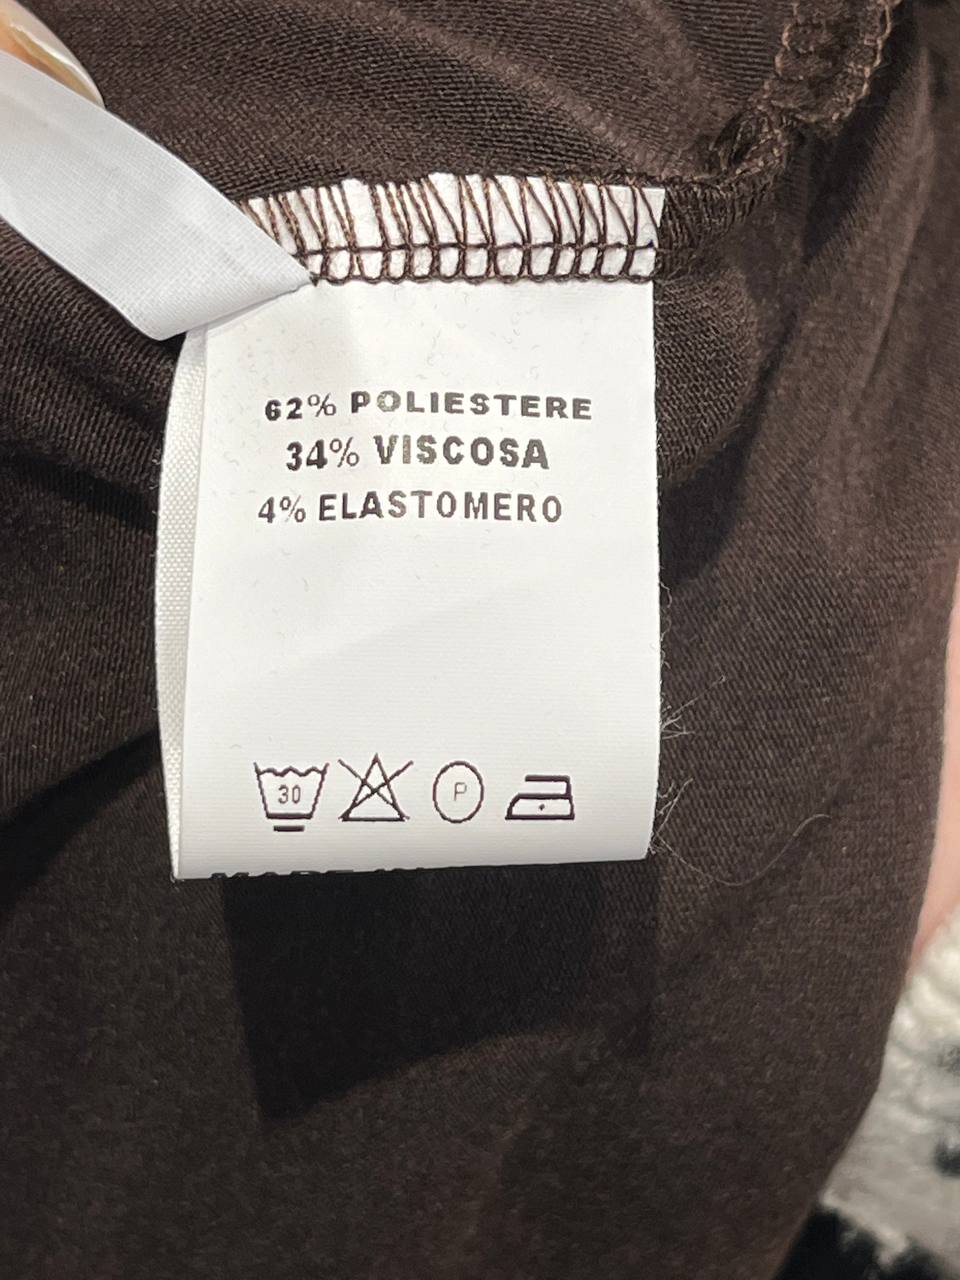 62% POLIESTERE
34% VISCOSA
4% ELASTOMERO
30
P